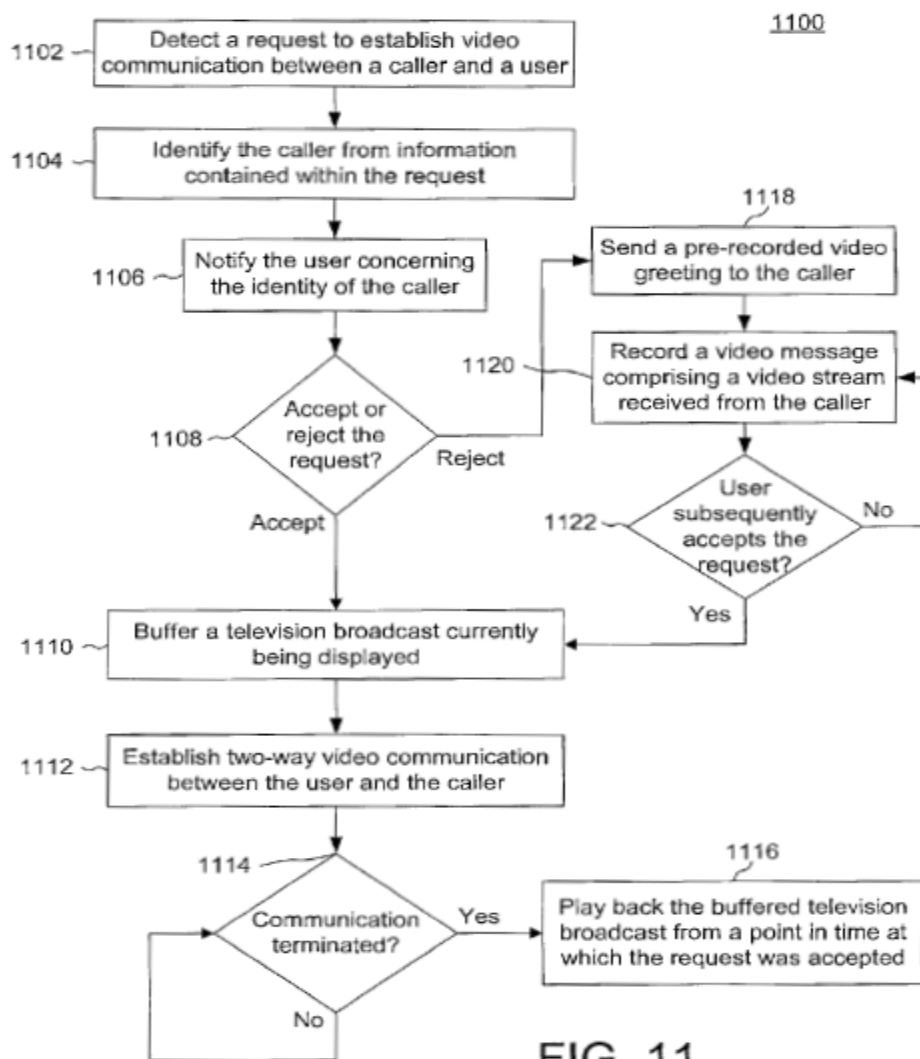 1100
1102
Detect a request to establish video
communication between a caller and a user
1104
Identify the caller from information
contained within the request
1106
Notify the user concerning
the identity of the caller
1108
Accept or
reject the
request?
Reject
Accept
1118
Send a pre-recorded video
greeting to the caller
1120
Record a video message
comprising a video stream
received from the caller
1122
User
subsequently
accepts the
request?
No
Yes
1110
Buffer a television broadcast currently
being displayed
1112
Establish two-way video communication
between the user and the caller
1114
Communication
terminated?
Yes
No
1116
Play back the buffered television
broadcast from a point in time at
which the request was accepted
FIG. 11